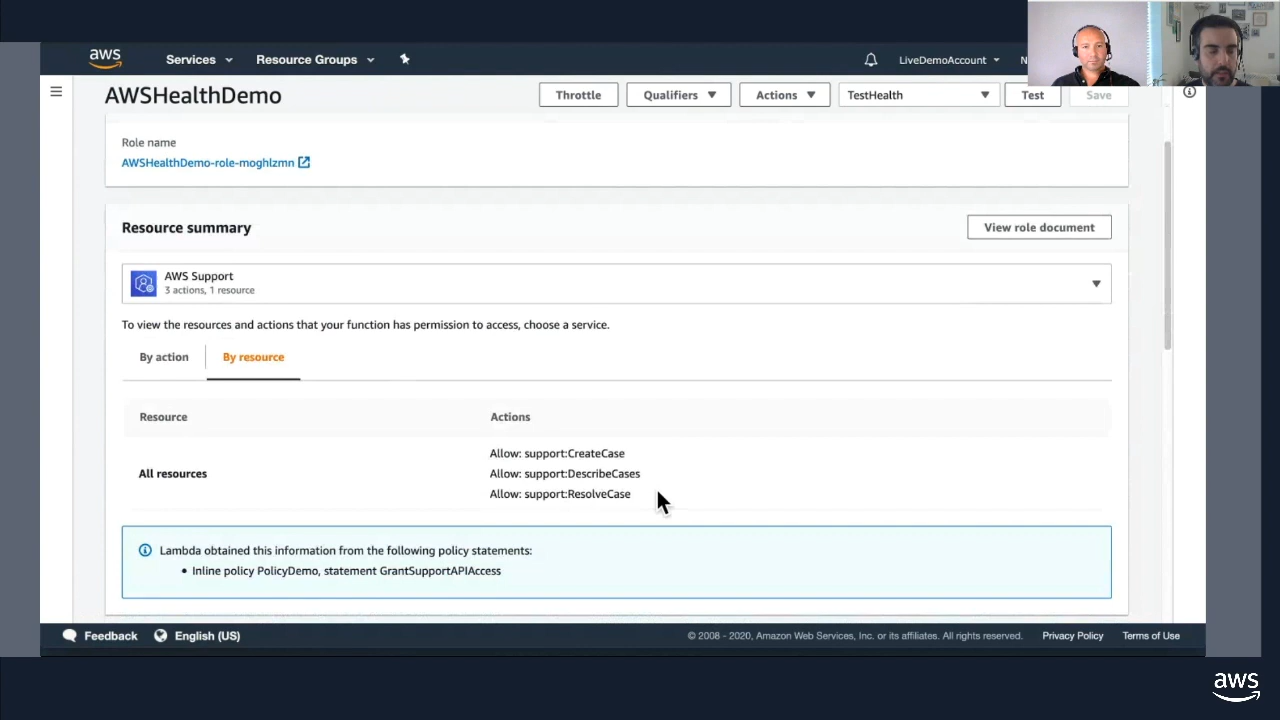 aws
Services
Resource Groups
LiveDemoAccount
N
AWSHealthDemo
Throttle
Qualifiers
Actions
TestHealth
Test
Save
Role name
AWSHealthDemo-role-moghlzmn
Resource summary
View role document
AWS Support
3 actions, 1 resource
To view the resources and actions that your function has permission to access, choose a service.
By action
By resource
Resource
Actions
All resources
Allow: support:CreateCase
Allow: support:DescribeCases
Allow: support:ResolveCase
Lambda obtained this information from the following policy statements:
• Inline policy PolicyDemo, statement GrantSupportAPIAccess
Feedback
English (US)
© 2008 - 2020, Amazon Web Services, Inc. or its affiliates. All rights reserved.
Privacy Policy
Terms of Use
aws